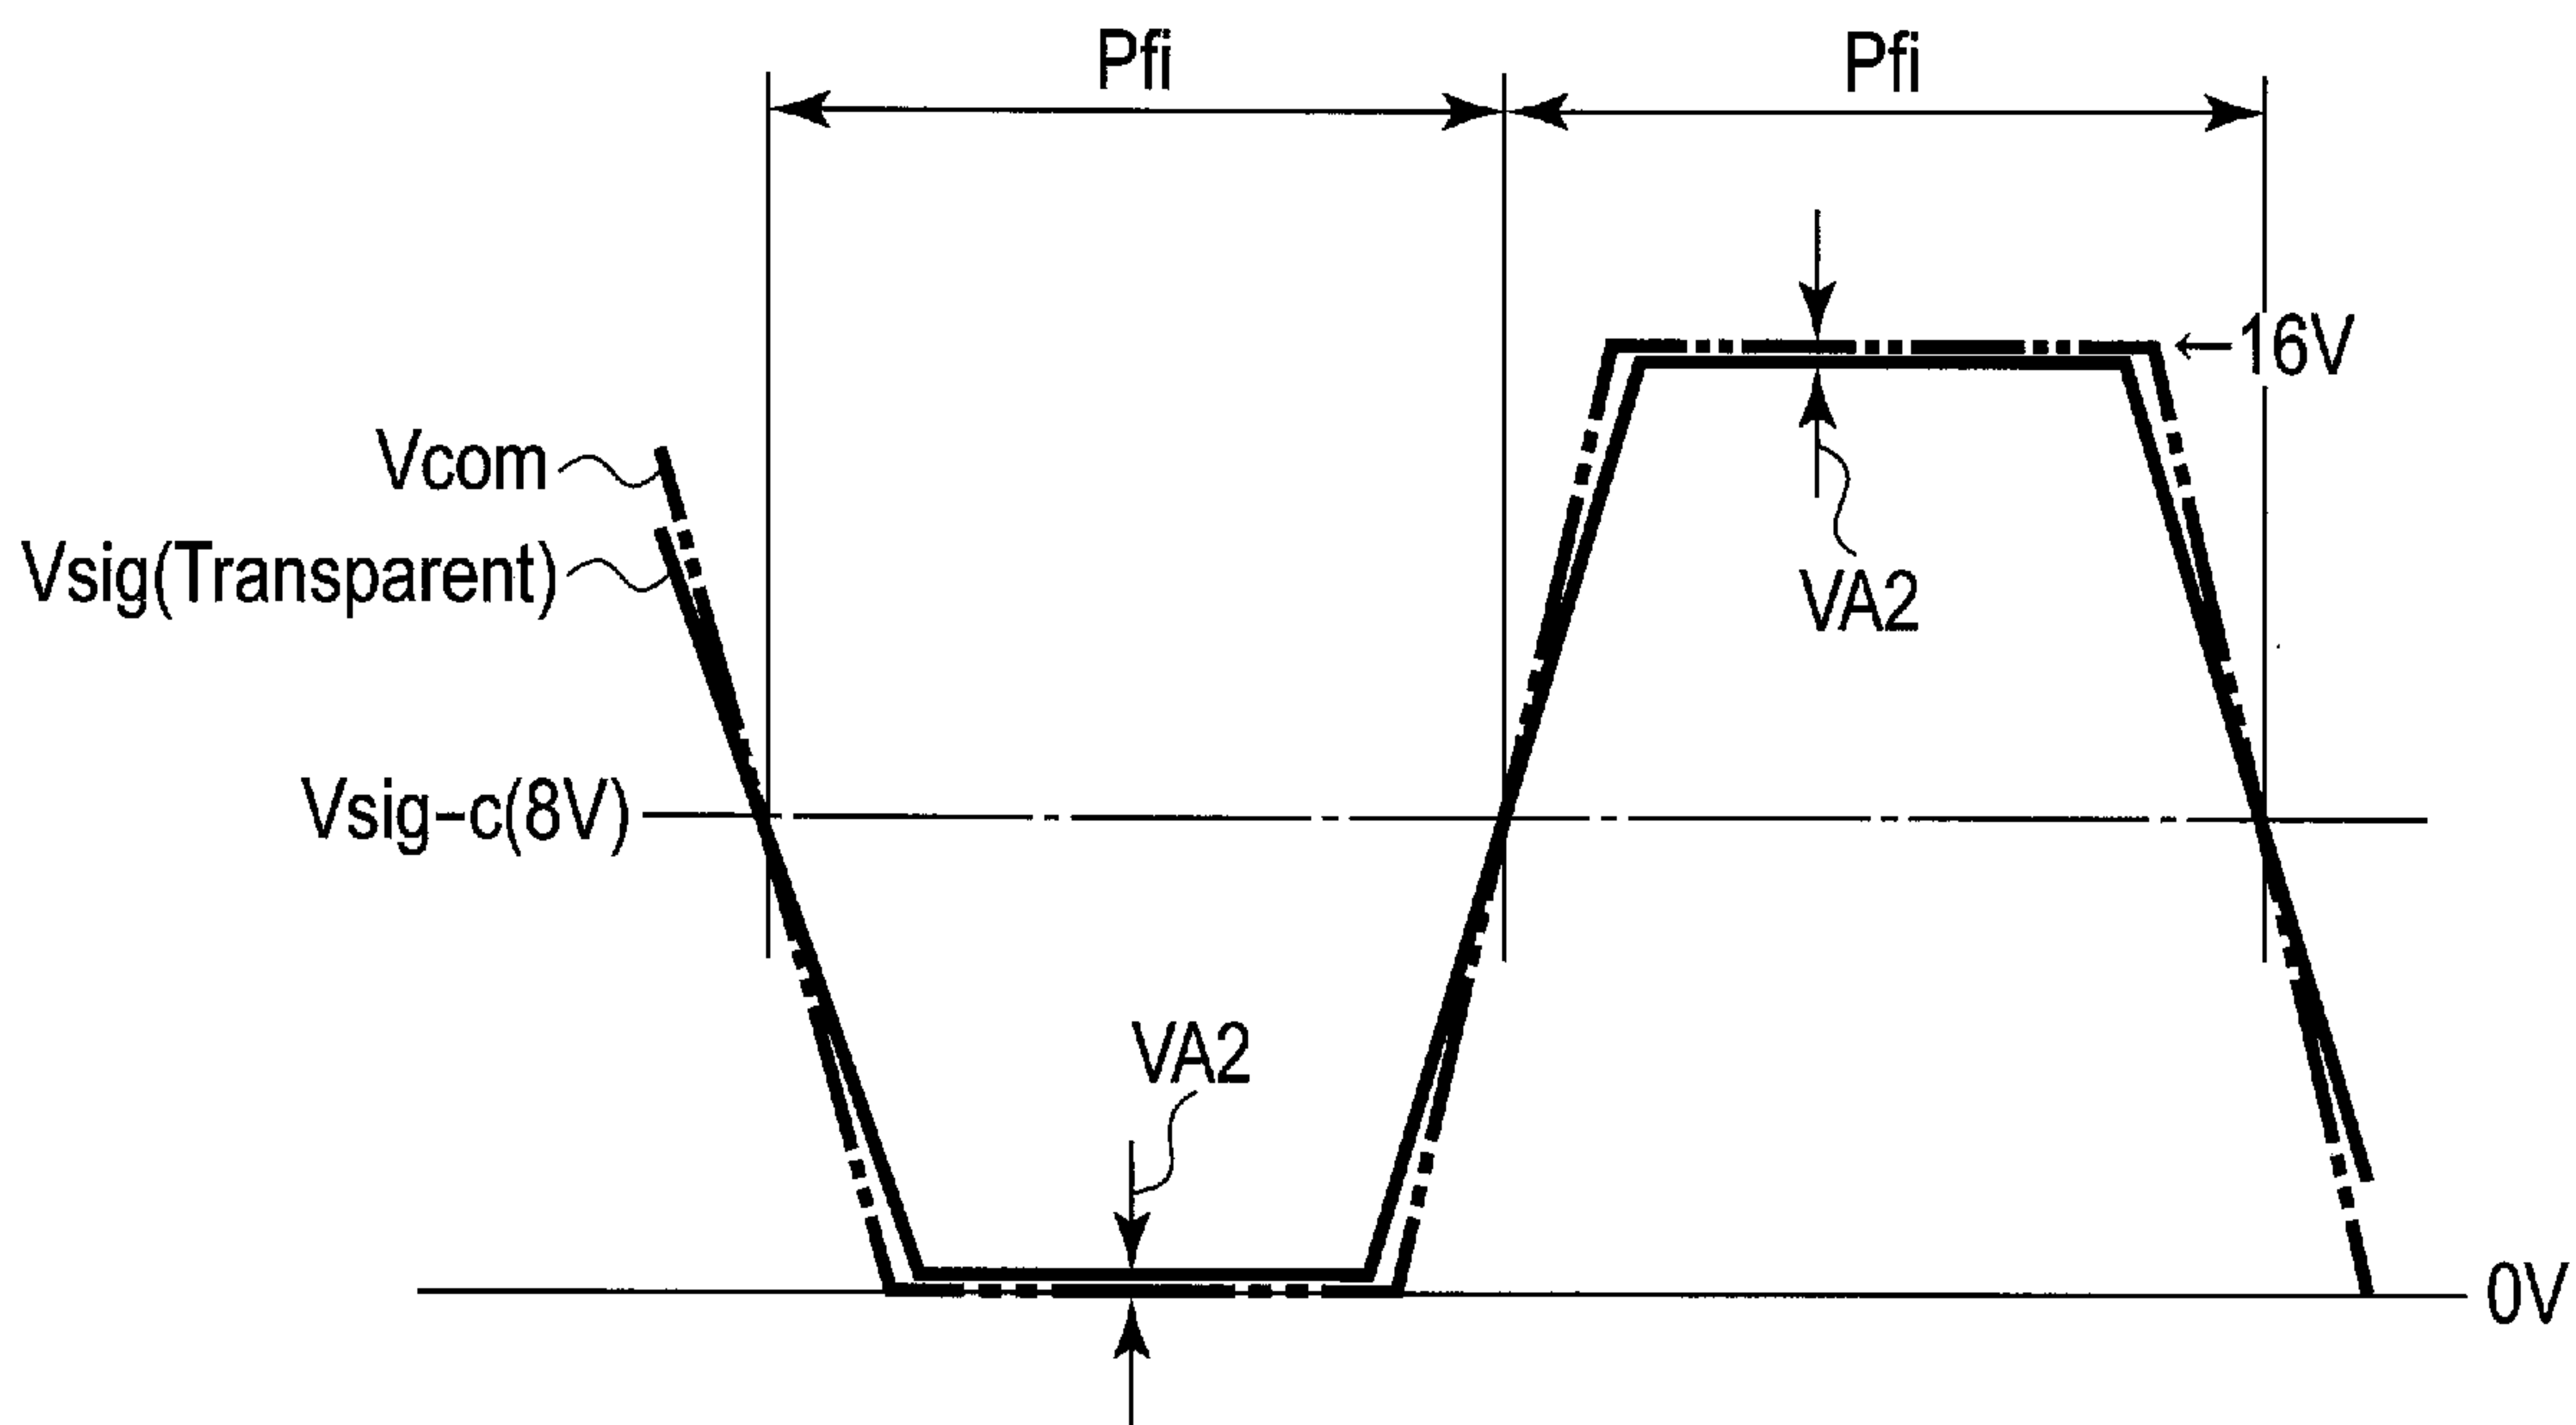 Pfi
Pfi
←16V
Vcom
Vsig(Transparent)
VA2
Vsig-c(8V)
VA2
0V